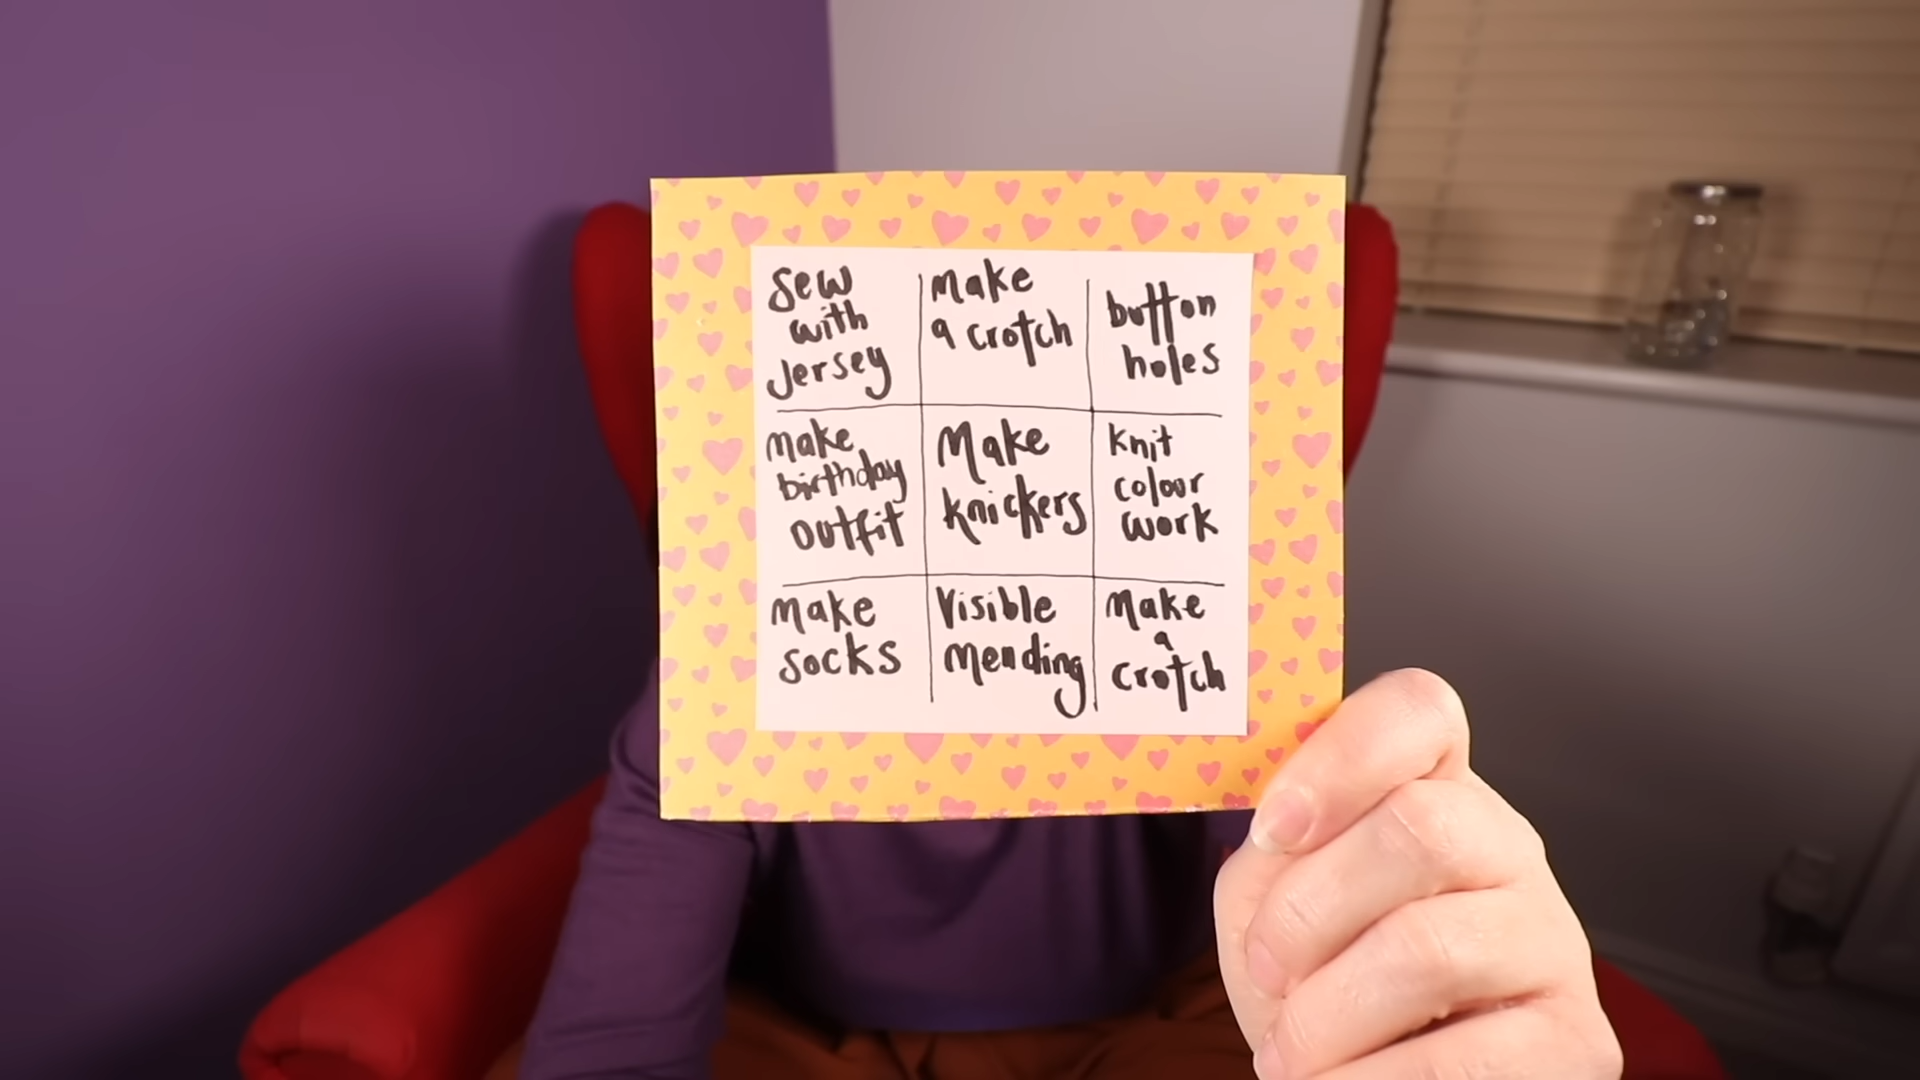 sew
with
Jersey
make
a crotch
button
holes
make
birthday
outfit
Make
knickers
knit
colour
work
make
socks
Visible
mending
Make
a
crotch